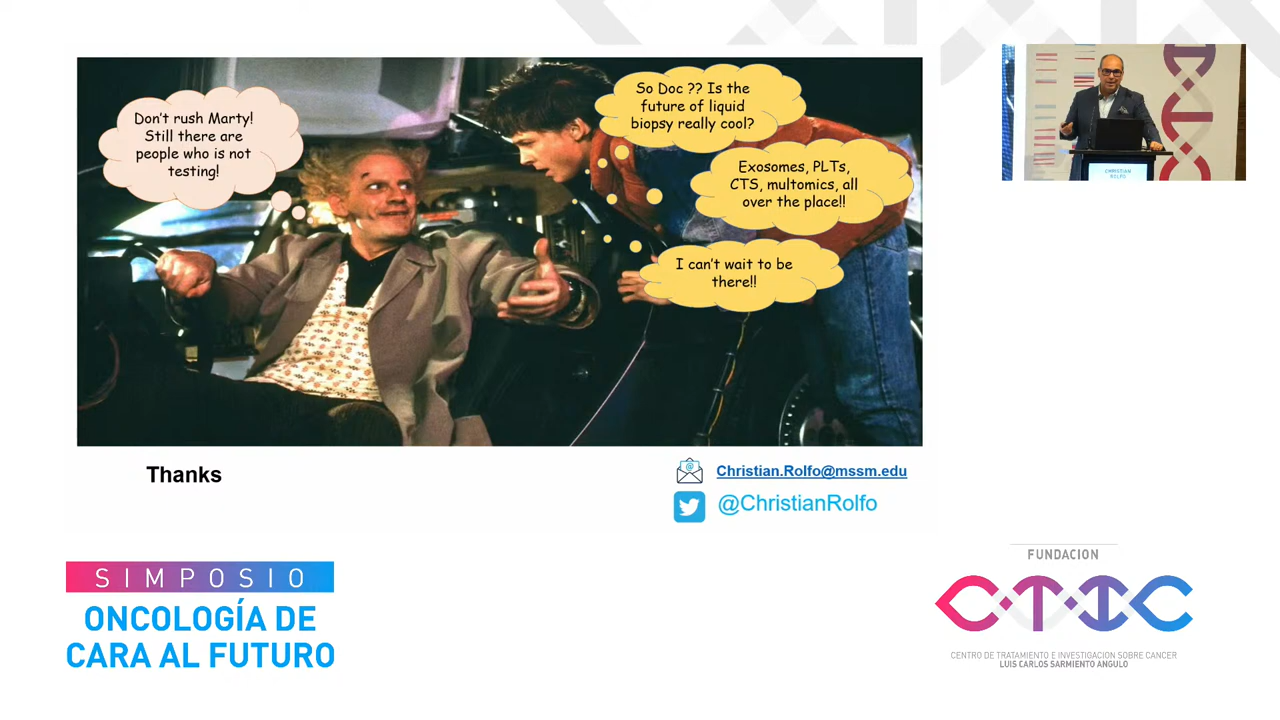 Don't rush Marty!
Still there are
people who is not
testing!
So Doc ?? Is the
future of liquid
biopsy really cool?
Exosomes, PLTs,
CTS, multomics, all
over the place!!
I can't wait to be
there!!
Thanks
Christian.Rolfo@mssm.edu
@ChristianRolfo
CHRISTIAN
ROLFO
SIMPOSIO
ONCOLOGÍA DE
CARA AL FUTURO
FUNDACION
CTIC
CENTRO DE TRATAMIENTO E INVESTIGACION SOBRE CANCER
LUIS CARLOS SARMIENTO ANGULO